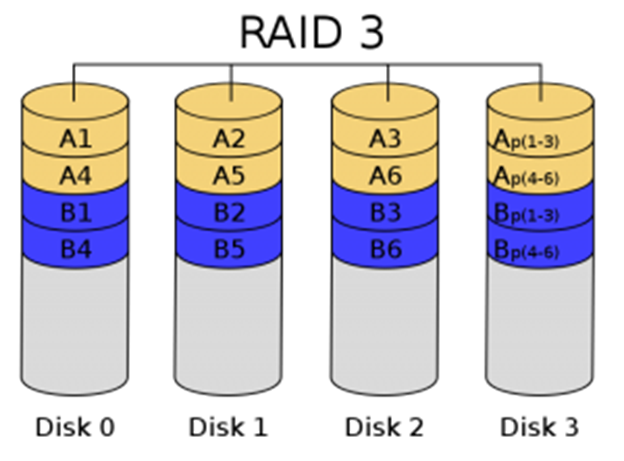 RAID 3
A1 A2 A3 Ap(1-3)
A4 A5 A6 Ap(4-6)
B1 B2 B3 Bp(1-3)
B4 B5 B6 Bp(4-6)
Disk 0 Disk 1 Disk 2 Disk 3